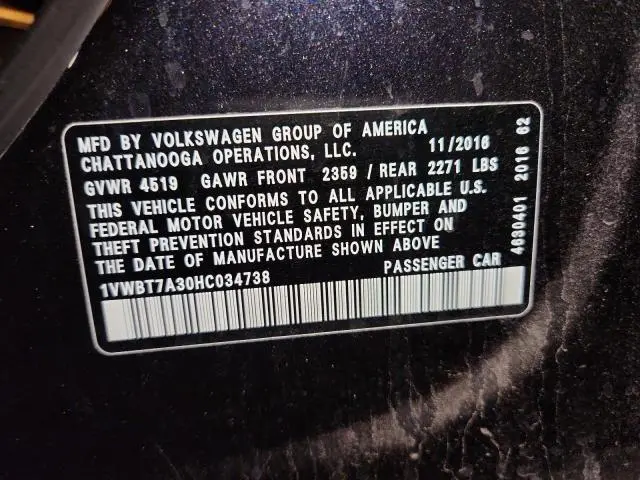 MFD BY VOLKSWAGEN GROUP OF AMERICA
CHATTANOOGA OPERATIONS, LLC. 11/2016
GVWR 4519 GAWR FRONT 2359 / REAR 2271 LBS
THIS VEHICLE CONFORMS TO ALL APPLICABLE U.S.
FEDERAL MOTOR VEHICLE SAFETY, BUMPER AND
THEFT PREVENTION STANDARDS IN EFFECT ON
THE DATE OF MANUFACTURE SHOWN ABOVE
1VWBT7A30HC034738 PASSENGER CAR
4630401 2016 62